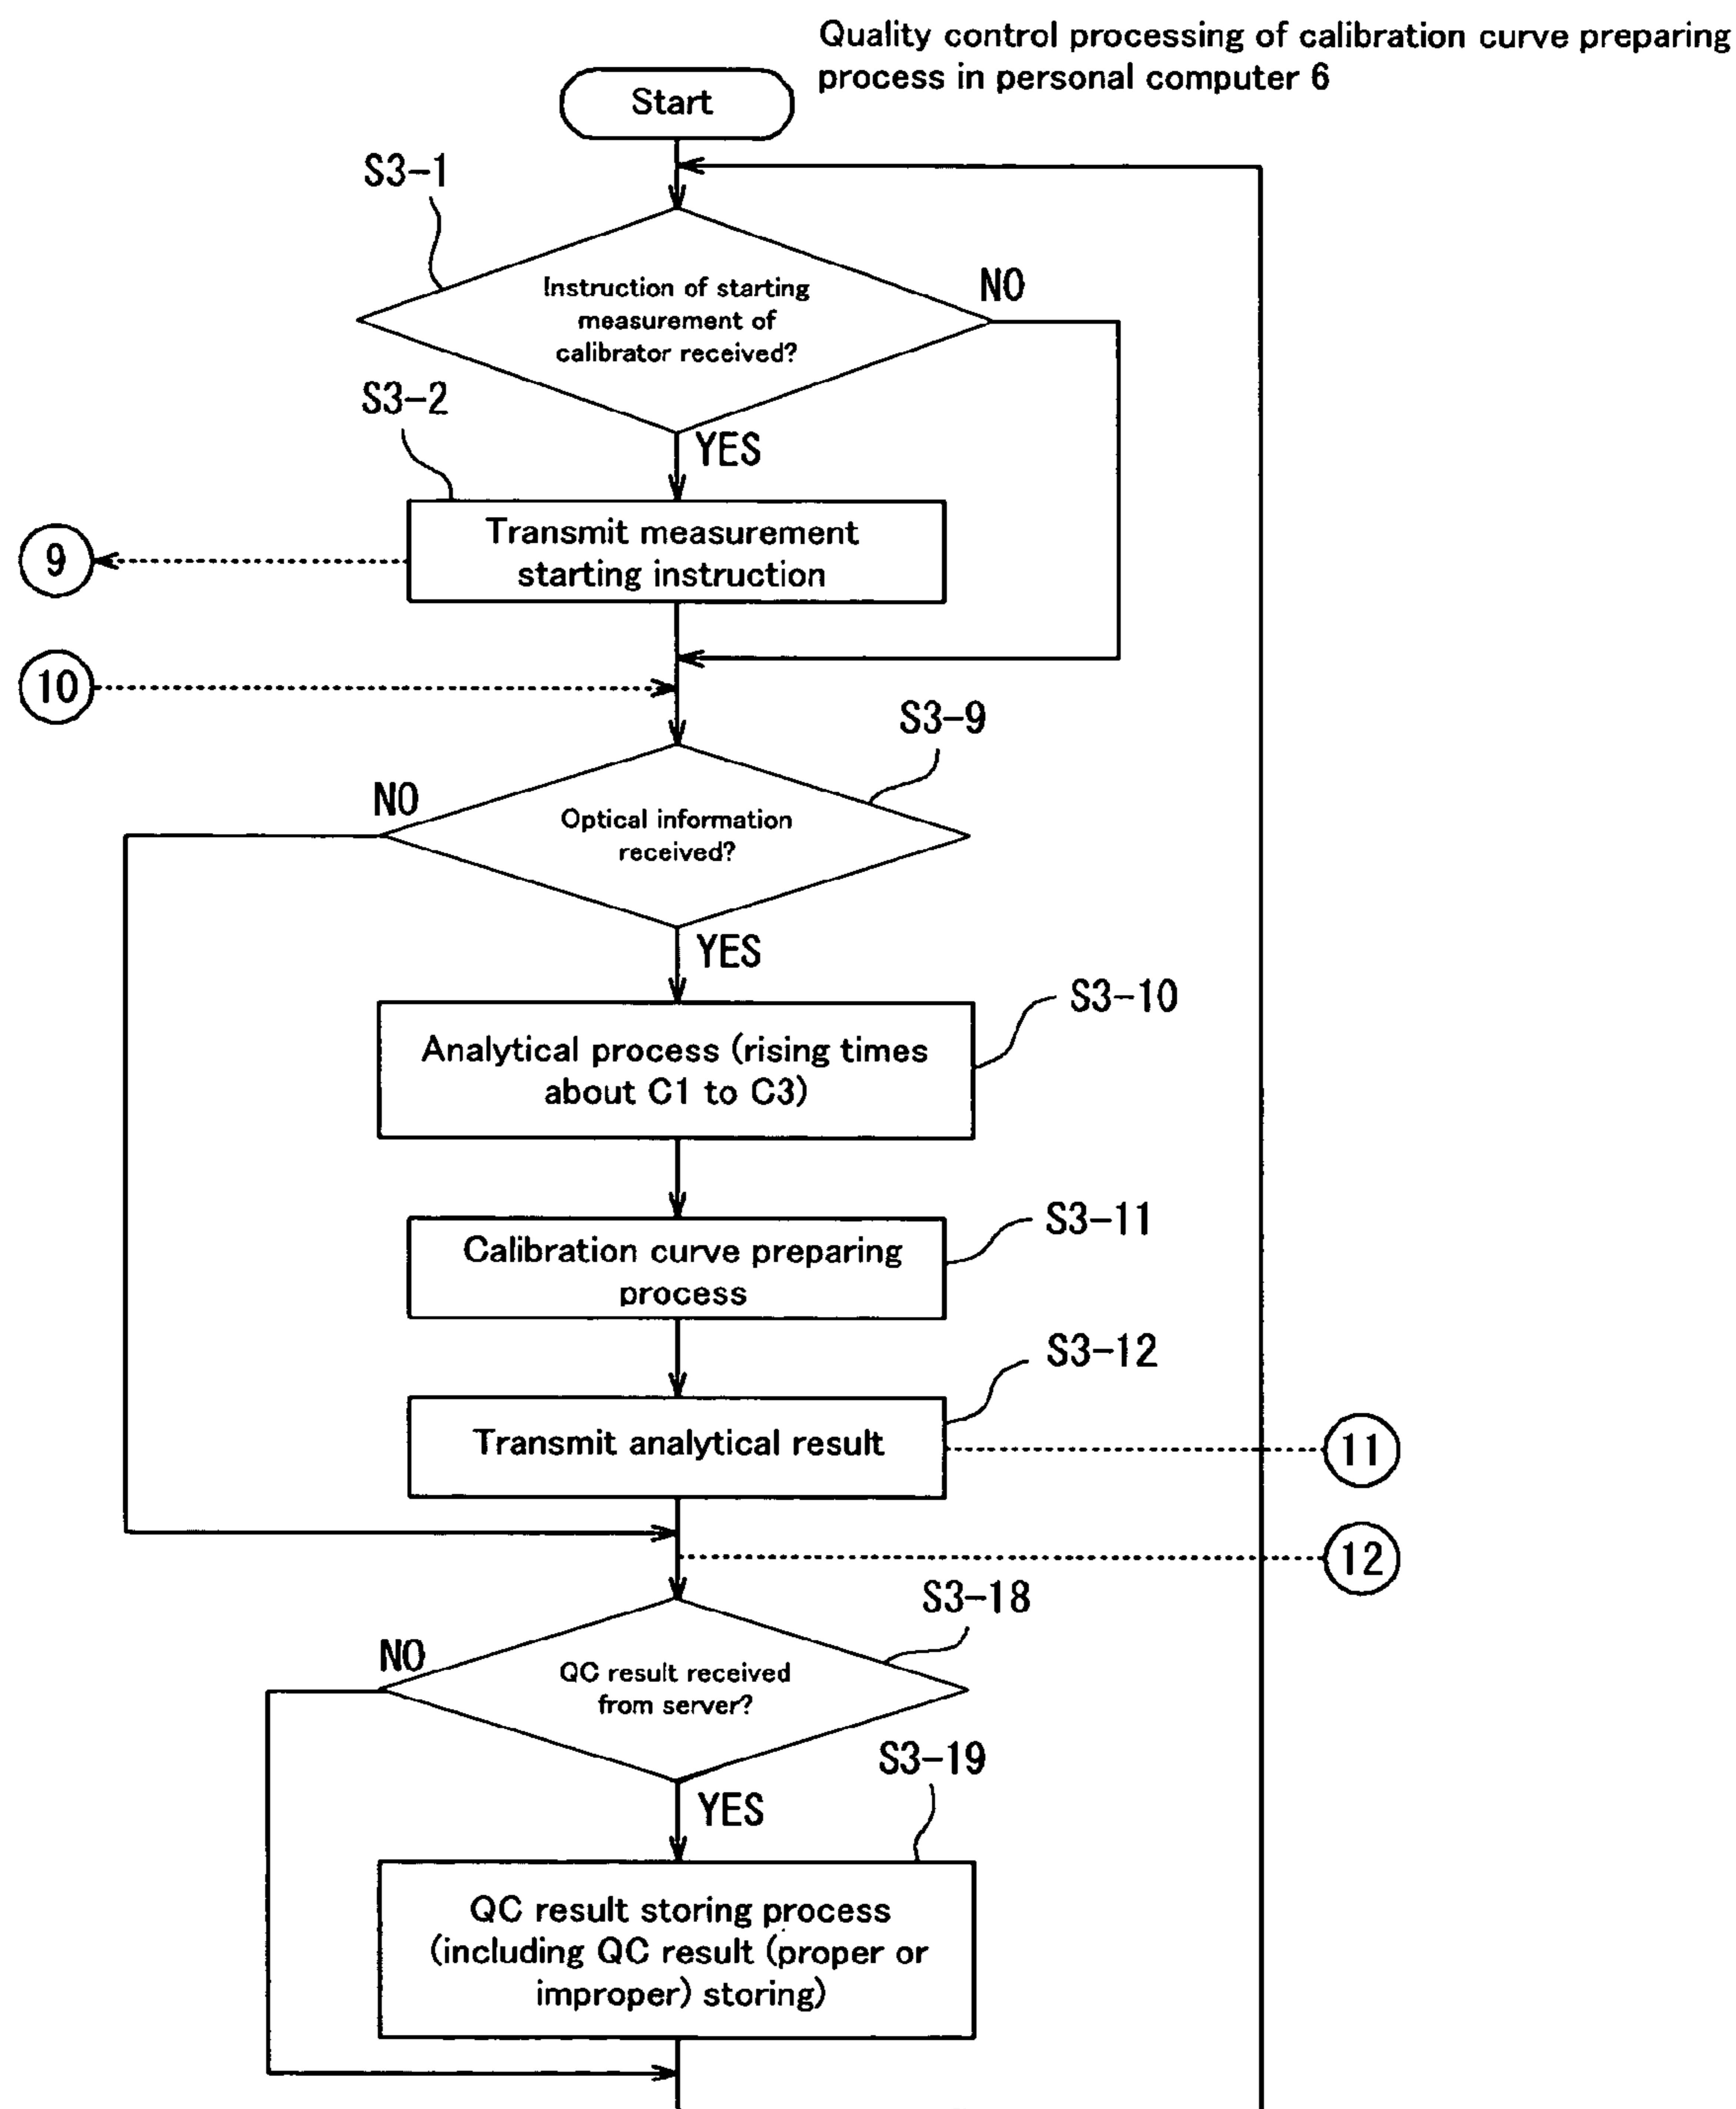 Quality control processing of calibration curve preparing
process in personal computer 6
Start
S3-1
Instruction of starting
measurement of
calibrator received?
NO
S3-2
YES
Transmit measurement
starting instruction
9
10
S3-9
NO
Optical information
received?
YES
S3-10
Analytical process (rising times
about C1 to C3)
S3-11
Calibration curve preparing
process
S3-12
Transmit analytical result
11
12
S3-18
NO
QC result received
from server?
S3-19
YES
QC result storing process
(including QC result (proper or
improper) storing)